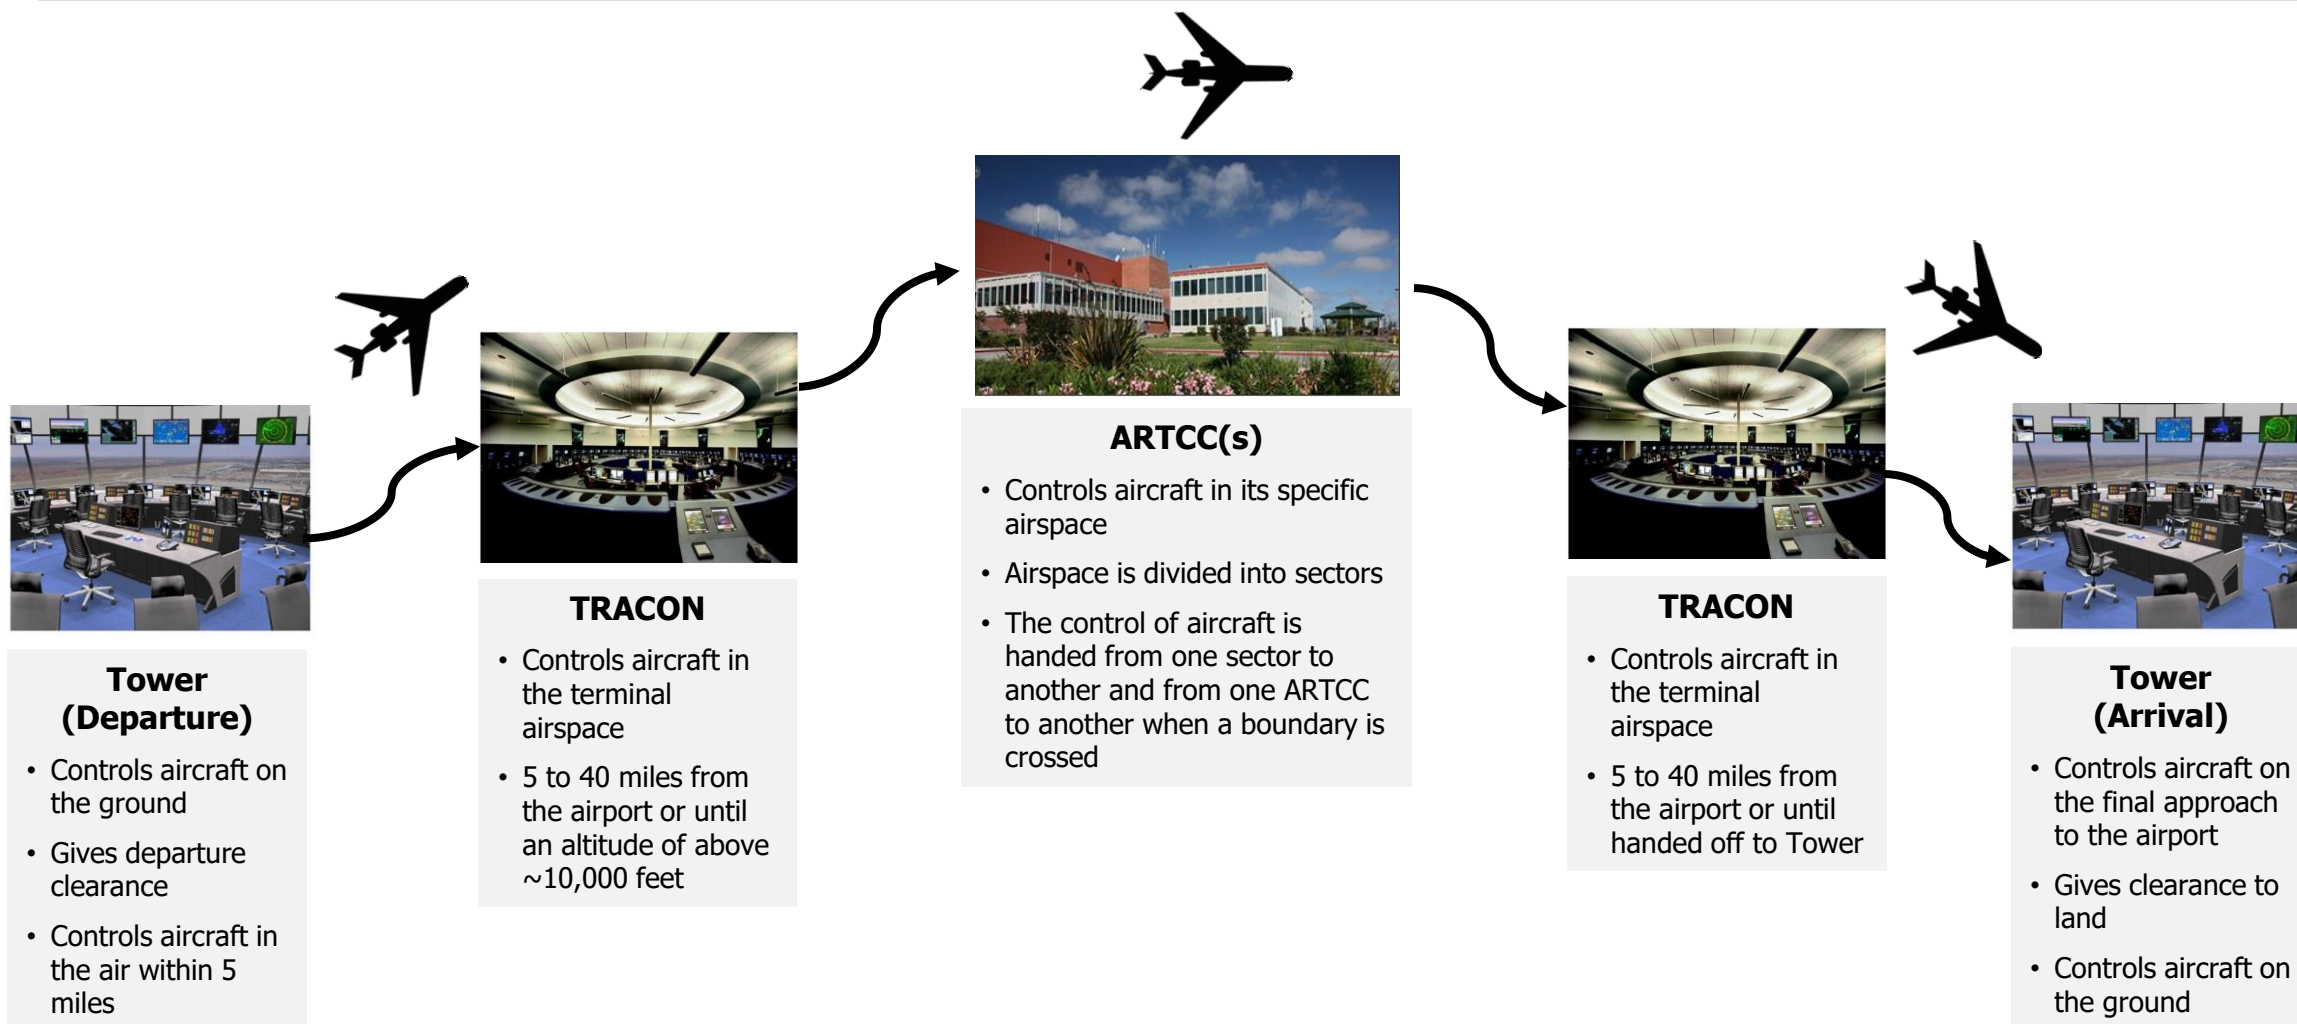 Tower
(Departure)
• Controls aircraft on
the ground
• Gives departure
clearance
• Controls aircraft in
the air within 5
miles
TRACON
• Controls aircraft in
the terminal
airspace
• 5 to 40 miles from
the airport or until
an altitude of above
~10,000 feet
ARTCC(s)
• Controls aircraft in its specific
airspace
• Airspace is divided into sectors
• The control of aircraft is
handed from one sector to
another and from one ARTCC
to another when a boundary is
crossed
TRACON
• Controls aircraft in
the terminal
airspace
• 5 to 40 miles from
the airport or until
handed off to Tower
Tower
(Arrival)
• Controls aircraft on
the final approach
to the airport
• Gives clearance to
land
• Controls aircraft on
the ground